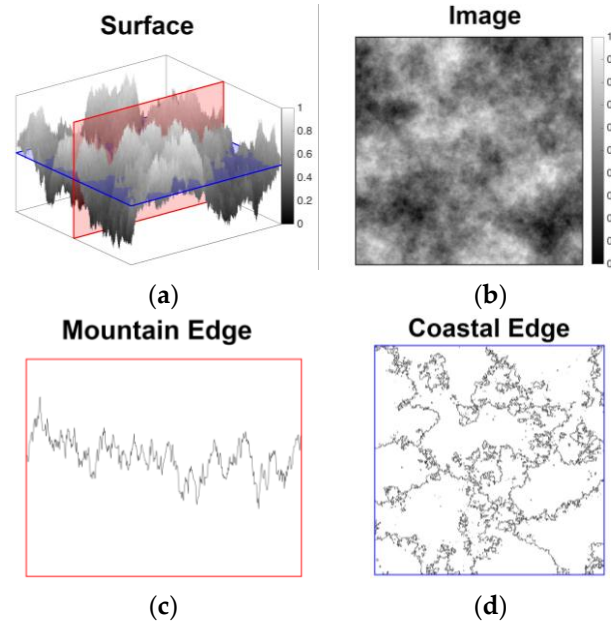 Surface
1
0.8
0.6
0.4
0.2
0
(a)
Image
(b)
Mountain Edge
(c)
Coastal Edge
(d)